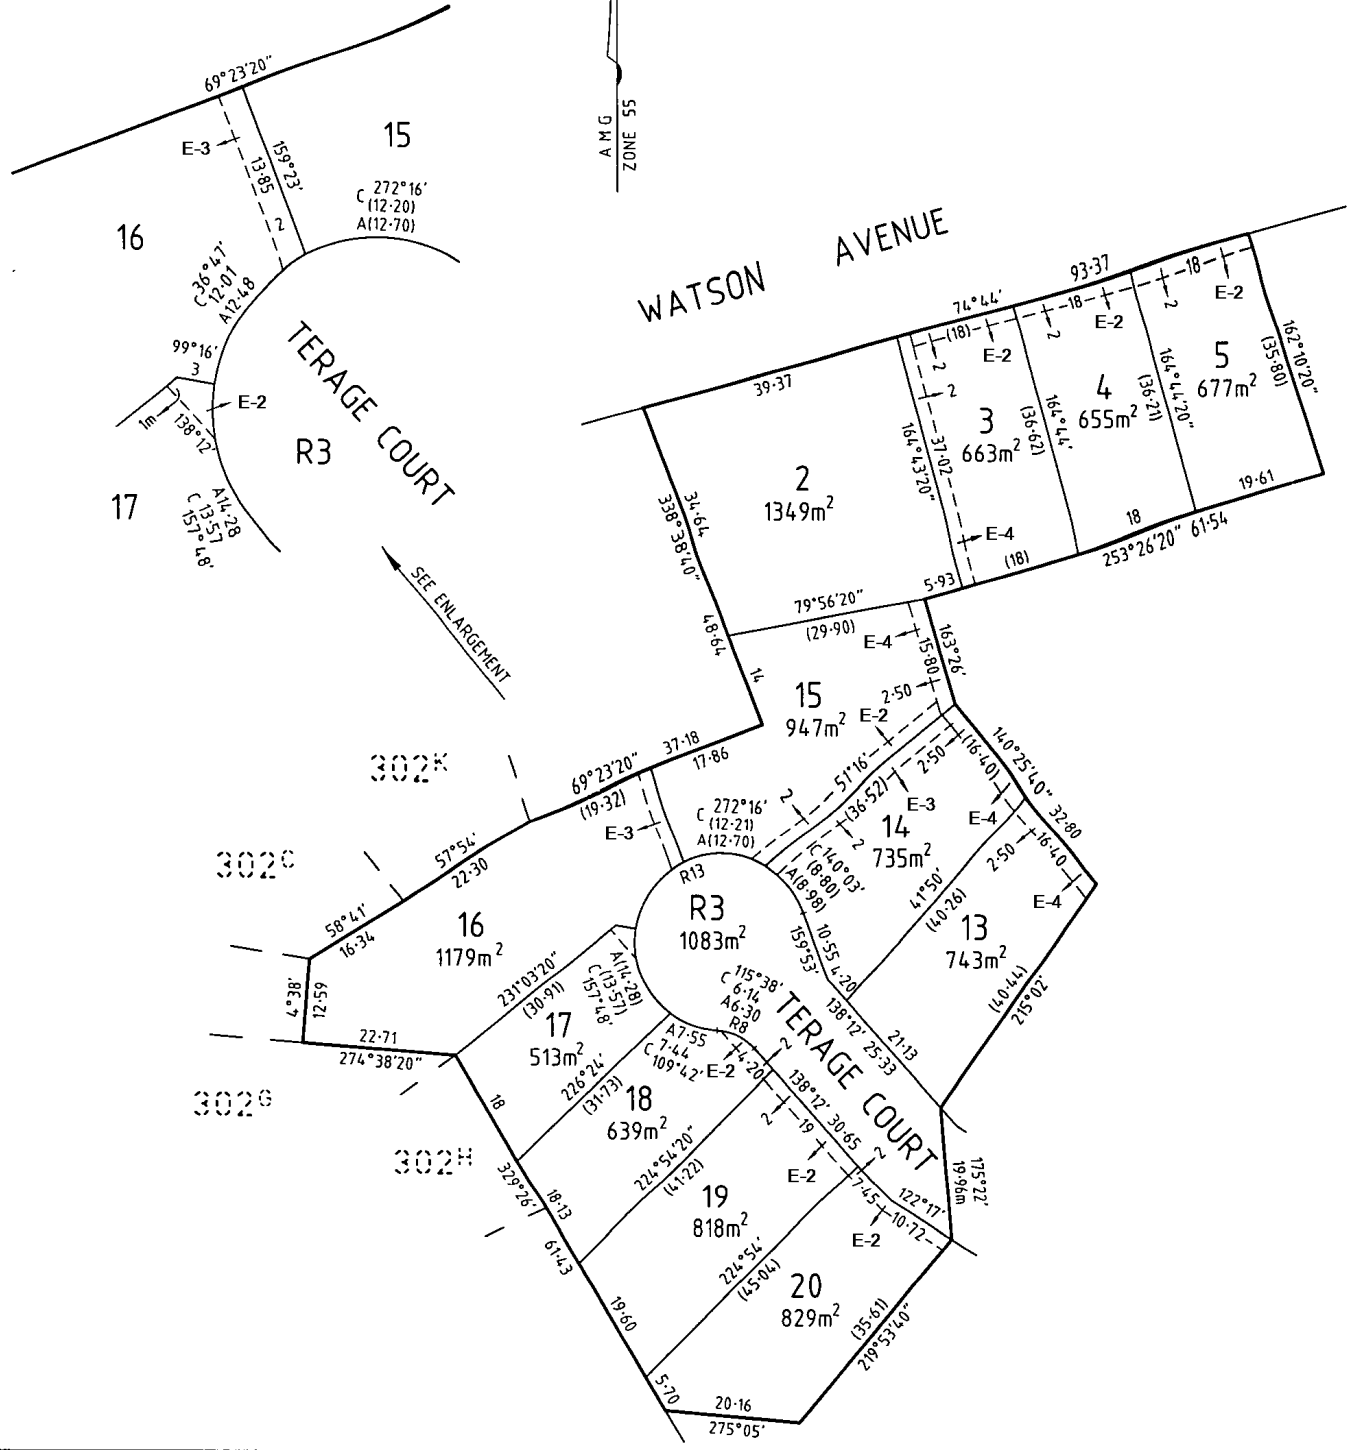 69°23'20"
E-3
13·85
159°23'
2
15
C 272°16'
(12·20)
A(12·70)
16
36°47'
C 12·01
A12·48
99°16'
3
E-2
1m
138°12'
R3
17
A14·28
C 13·57
157°48'
TERAGE COURT
SEE ENLARGEMENT
AMG
ZONE 55
WATSON AVENUE
39·37
74°44'
93·37
(18)
18
18
E-2
E-2
E-2
2
2
2
2
34·64
338°38'40"
2
1349m²
164°43'20"
37·02
3
663m²
(36·62)
164°44'
4
655m²
(36·21)
164°44'20"
5
677m²
162°10'20"
(35·80)
E-4
19·61
18
(18)
253°26'20" 61·54
5·93
79°56'20"
(29·90)
48·64
14
E-4
15·80
163°26'
15
947m²
2·50
E-2
51°16'
(36·52)
2·50
(16·40)
140°25'40"
32·80
E-3
E-4
2
2
14
735m²
16·40
2·50
E-4
37·18
17·86
69°23'20"
(19·32)
E-3
302K
C 272°16'
(12·21)
A(12·70)
R13
C 140°03'
(8·80)
A(8·98)
57°54'
22·30
302C
58°41'
16·34
16
1179m²
R3
1083m²
41°50'
(40·26)
13
743m²
(40·44)
215°02'
10·55
159°53'
4·20
138°12' 25·33
21·13
4°38'
12·59
22·71
274°38'20"
231°03'20"
(30·91)
A(14·28)
C(13·57)
157°48'
17
513m²
115°38'
C 6·14
A6·30
R8
A7·55
C 7·44
109°42'
E-2
4·20
2
TERAGE COURT
302G
302H
18
226°24'
(31·73)
18
639m²
138°12' 30·65
19
2
2
E-2
175°22'
19·96m
329°26'
18·13
61·43
224°54'20"
(41·22)
19
818m²
7·45
122°17'
10·72
E-2
224°54'
(45·04)
20
829m²
19·60
(35·61)
219°53'40"
5·70
20·16
275°05'